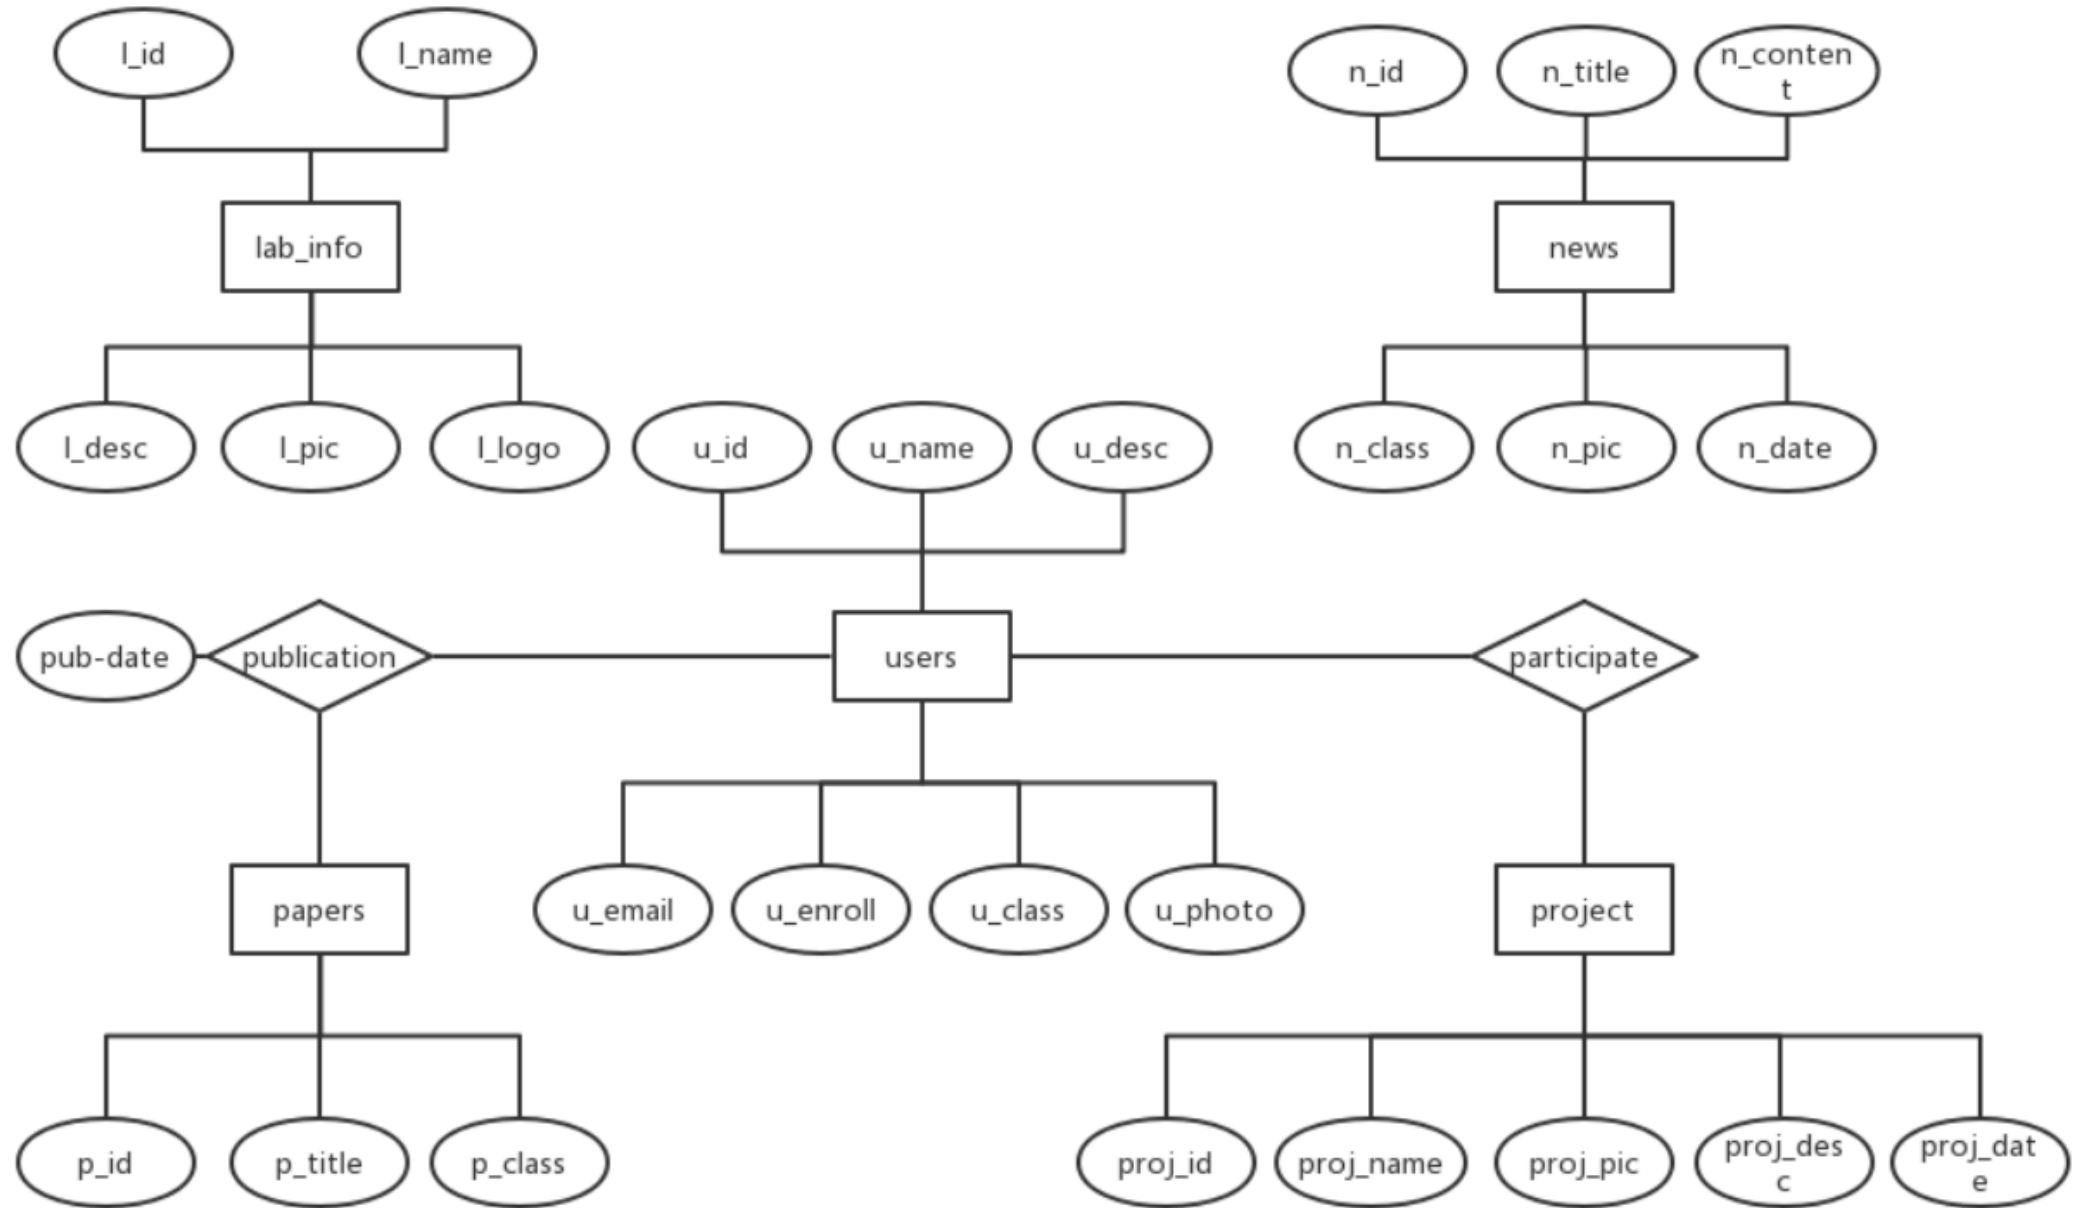 l_id
l_name
n_id
n_title
n_conten
t
lab_info
news
l_desc
l_pic
l_logo
u_id
u_name
u_desc
n_class
n_pic
n_date
pub-date
publication
users
participate
papers
u_email
u_enroll
u_class
u_photo
project
p_id
p_title
p_class
proj_id
proj_name
proj_pic
proj_des
c
proj_dat
e